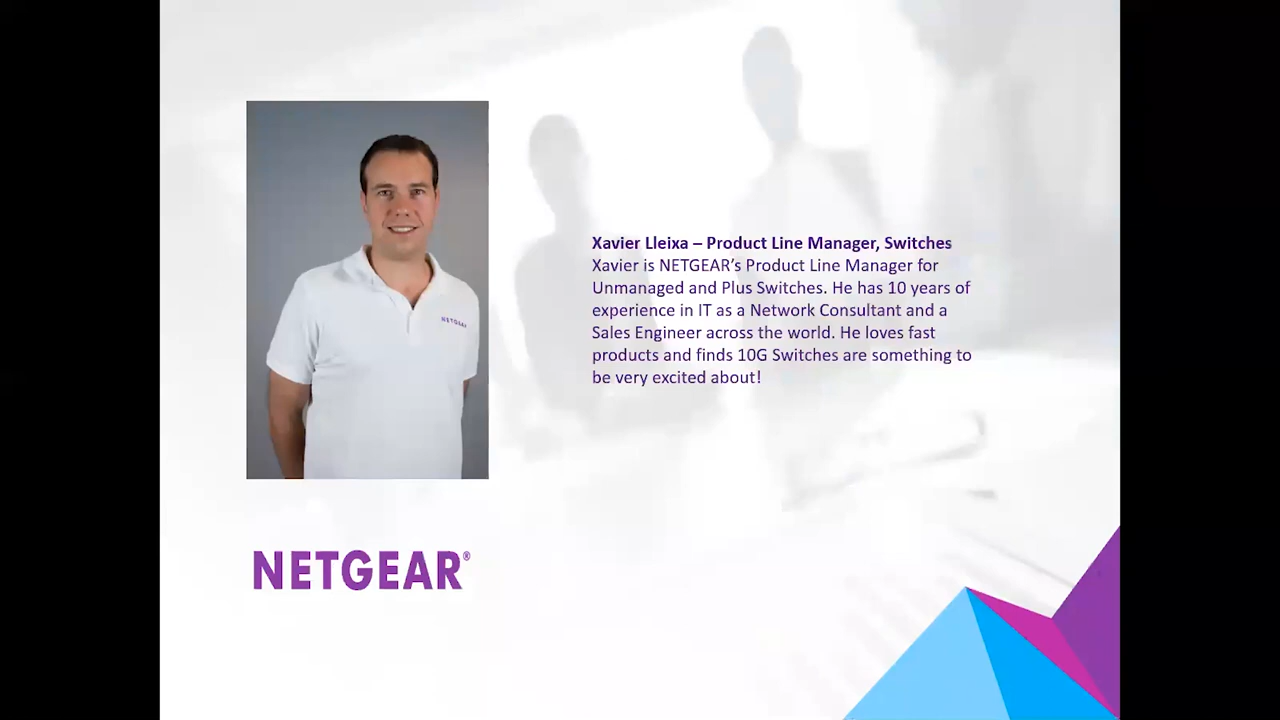 NETGEAR
Xavier Lleixa – Product Line Manager, Switches
Xavier is NETGEAR’s Product Line Manager for
Unmanaged and Plus Switches. He has 10 years of
experience in IT as a Network Consultant and a
Sales Engineer across the world. He loves fast
products and finds 10G Switches are something to
be very excited about!
NETGEAR®